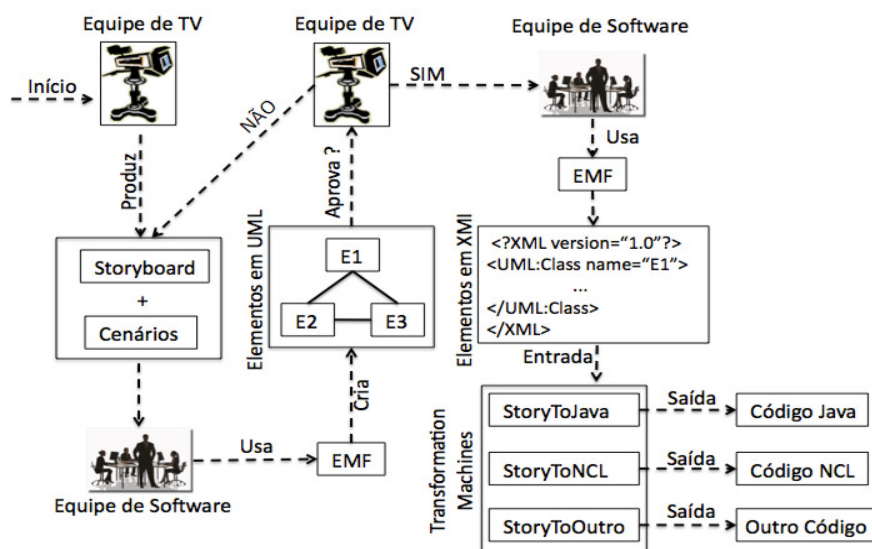 Equipe de TV
Início
Produz
Storyboard
+
Cenários
Equipe de Software
Usa
EMF
Cria
Elementos em UML
E1
E2
E3
Aprova ?
Equipe de TV
NÃO
SIM
Equipe de Software
Usa
EMF
Elementos em XMI
<?XML version="1.0"?>
<UML:Class name="E1">
...
</UML:Class>
</XML>
Entrada
Transformation
Machines
StoryToJava
Saída
Código Java
StoryToNCL
Saída
Código NCL
StoryToOutro
Saída
Outro Código